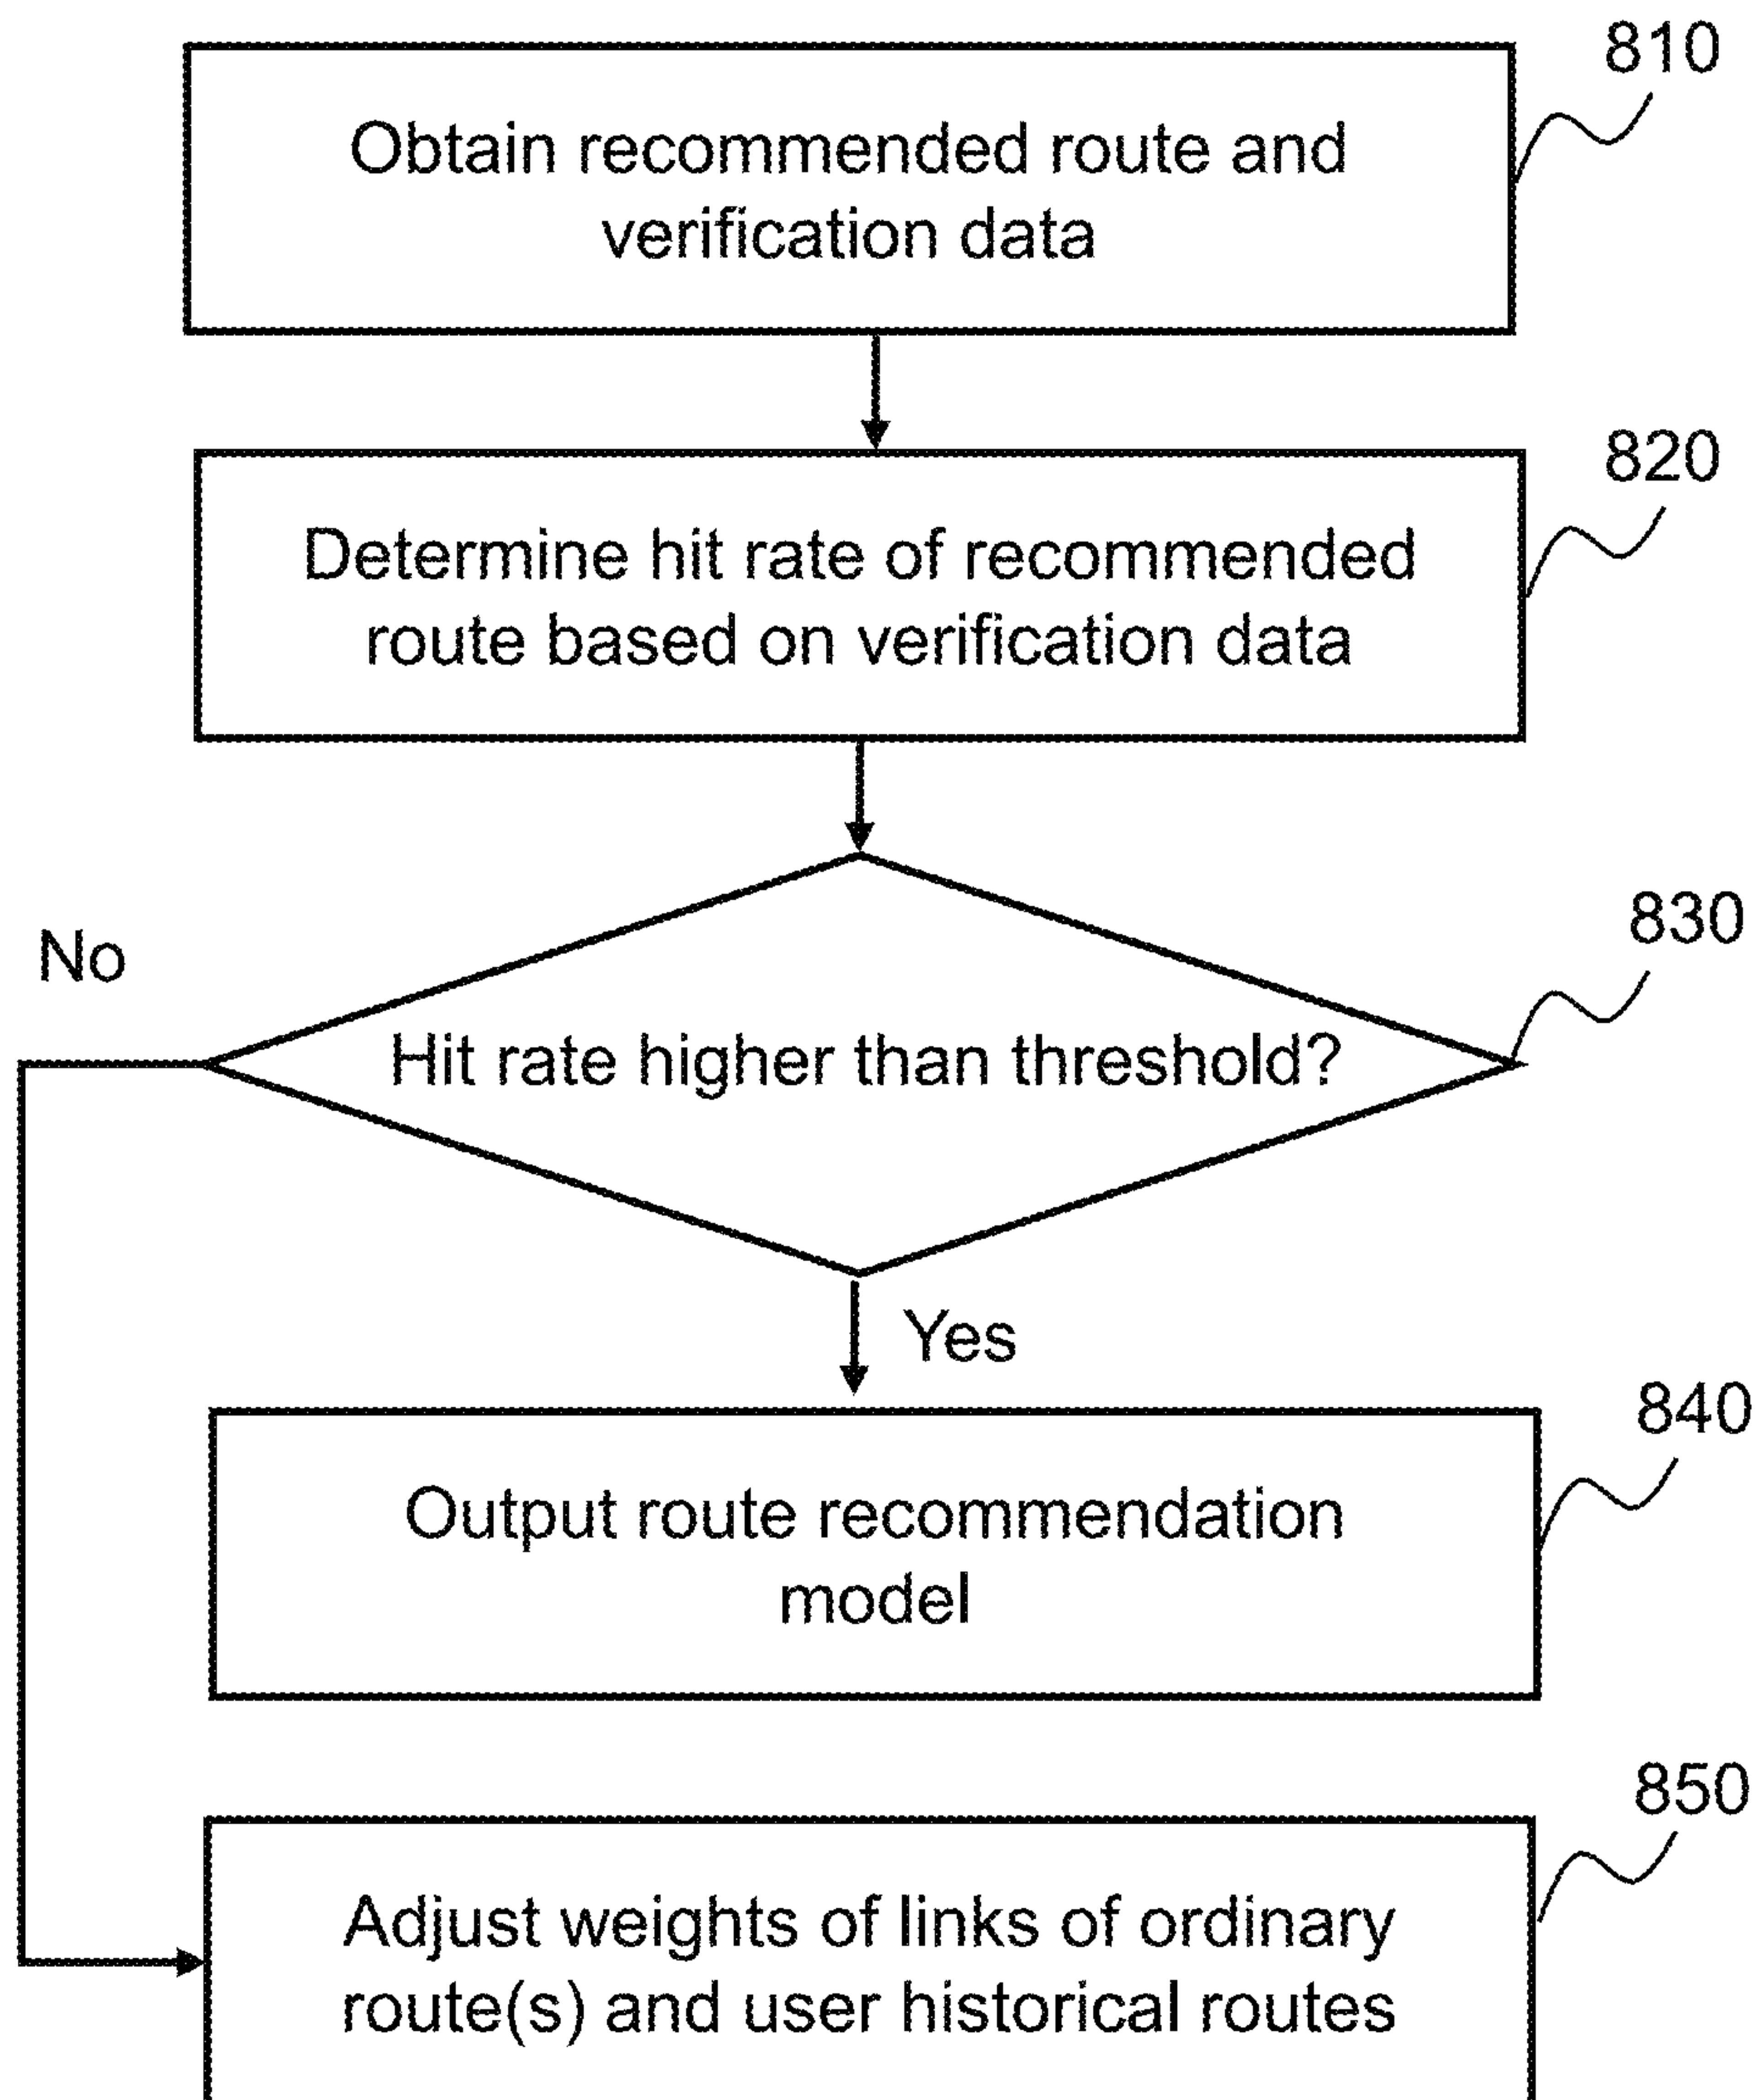 810
Obtain recommended route and
verification data
820
Determine hit rate of recommended
route based on verification data
830
No
Hit rate higher than threshold?
Yes
840
Output route recommendation
model
850
Adjust weights of links of ordinary
route(s) and user historical routes